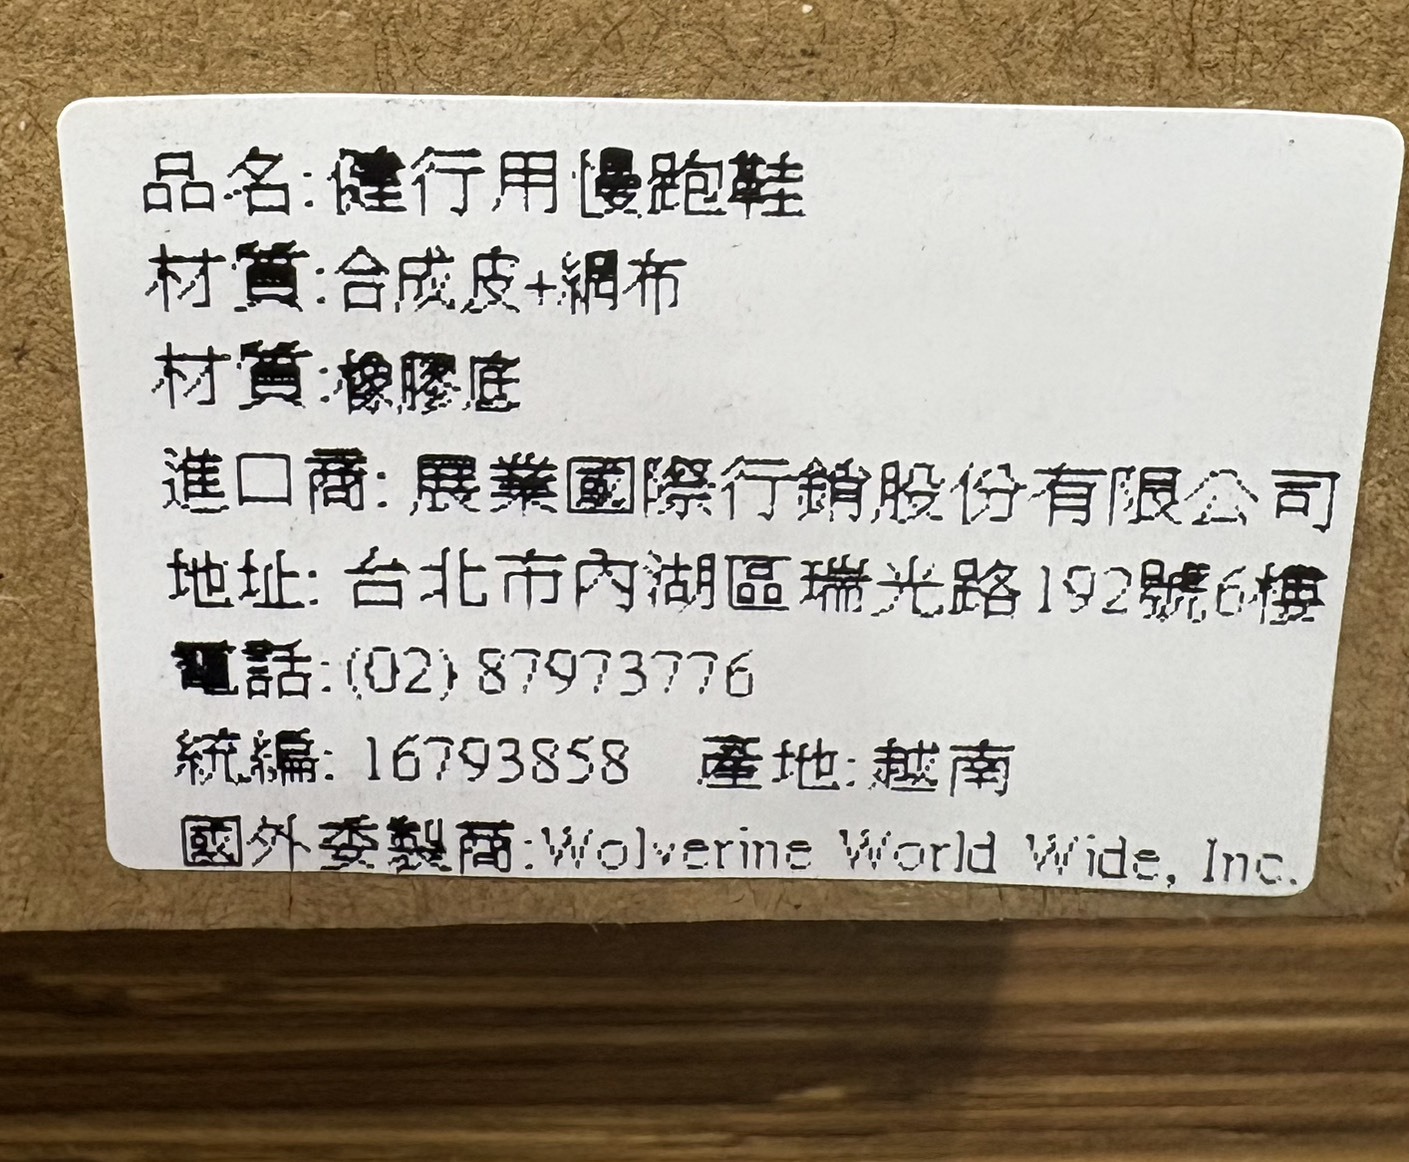 品名:健行用慢跑鞋
材質:合成皮+網布
材質:橡膠底
進口商: 展業國際行銷股份有限公司
地址: 台北市內湖區瑞光路192號6樓
電話:(02) 87973776
統編: 16793858 產地:越南
國外委製商:Wolverine World Wide, Inc.